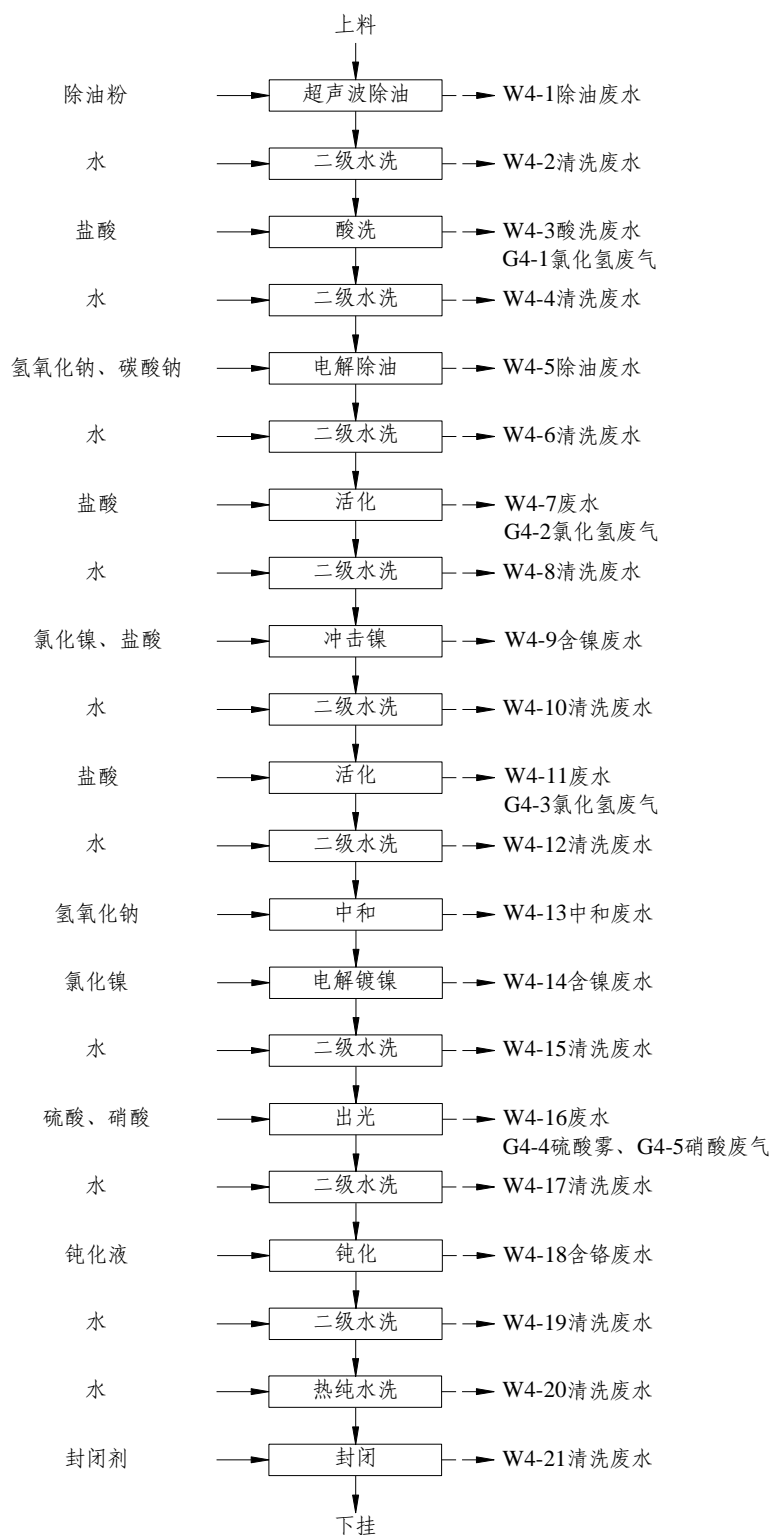 上料
除油粉 超声波除油 W4-1除油废水
水 二级水洗 W4-2清洗废水
盐酸 酸洗 W4-3酸洗废水
G4-1氯化氢废气
水 二级水洗 W4-4清洗废水
氢氧化钠、碳酸钠 电解除油 W4-5除油废水
水 二级水洗 W4-6清洗废水
盐酸 活化 W4-7废水
G4-2氯化氢废气
水 二级水洗 W4-8清洗废水
氯化镍、盐酸 冲击镍 W4-9含镍废水
水 二级水洗 W4-10清洗废水
盐酸 活化 W4-11废水
G4-3氯化氢废气
水 二级水洗 W4-12清洗废水
氢氧化钠 中和 W4-13中和废水
氯化镍 电解镀镍 W4-14含镍废水
水 二级水洗 W4-15清洗废水
硫酸、硝酸 出光 W4-16废水
G4-4硫酸雾、G4-5硝酸废气
水 二级水洗 W4-17清洗废水
钝化液 钝化 W4-18含铬废水
水 二级水洗 W4-19清洗废水
水 热纯水洗 W4-20清洗废水
封闭剂 封闭 W4-21清洗废水
下挂